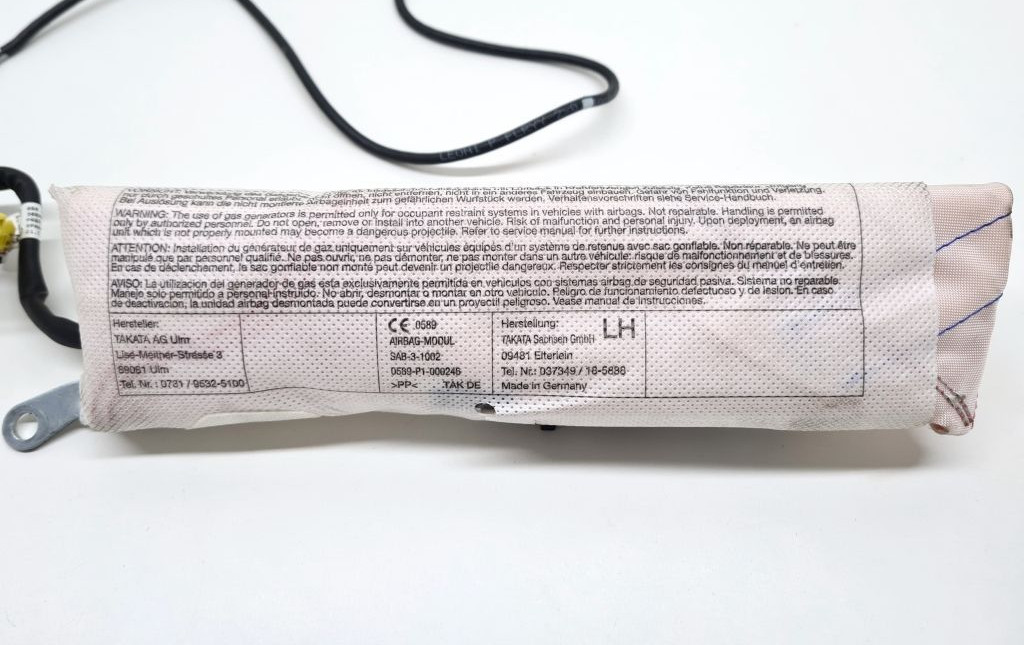 Bei Auslösung kann die nicht montierte Airbageinheit zum gefährlichen Wurfstück werden. Verhaltensvorschriften siehe Service-Handbuch.
WARNING: The use of gas generators is permitted only for occupant restraint systems in vehicles with airbags. Not repairable. Handling is permitted
only by authorized personnel. Do not open, remove or install into another vehicle. Risk of malfunction and personal injury. Upon deployment, an airbag
unit which is not properly mounted may become a dangerous projectile. Refer to service manual for further instructions.
ATTENTION: Installation du générateur de gaz uniquement sur véhicules équipés d'un système de retenue avec sac gonflable. Non réparable. Ne peut être
manipulé que par personnel qualifié. Ne pas ouvrir, ne pas démonter, ne pas monter dans un autre véhicule: risque de malfonctionnement et de blessures.
En cas de déclenchement, le sac gonflable non monté peut devenir un projectile dangereux. Respecter strictement les consignes du manuel d'entretien.
AVISO: La utilizacion del generador de gas esta exclusivamente permitida en vehiculos con sistemas airbag de seguridad pasiva. Sistema no reparable.
Manejo solo permitido a personal instruido. No abrir, desmontar o montar en otro vehiculo. Peligro de funcionamiento defectuoso y de lesion. En caso
de deactivacion, la unidad airbag desmontada puede convertirse en un proyectil peligroso. Vease manual de instrucciones.
Hersteller:
TAKATA AG Ulm
Lise-Meitner-Strasse 3
89081 Ulm
Tel. Nr.: 0731 / 9532-5100
CE 0589
AIRBAG-MODUL
SAB-3-1002
0589-P1-000246
>PP< TAK DE
Herstellung: LH
TAKATA Sachsen GmbH
09481 Elterlein
Tel. Nr.: 037349 / 16-5888
Made in Germany
LEONI